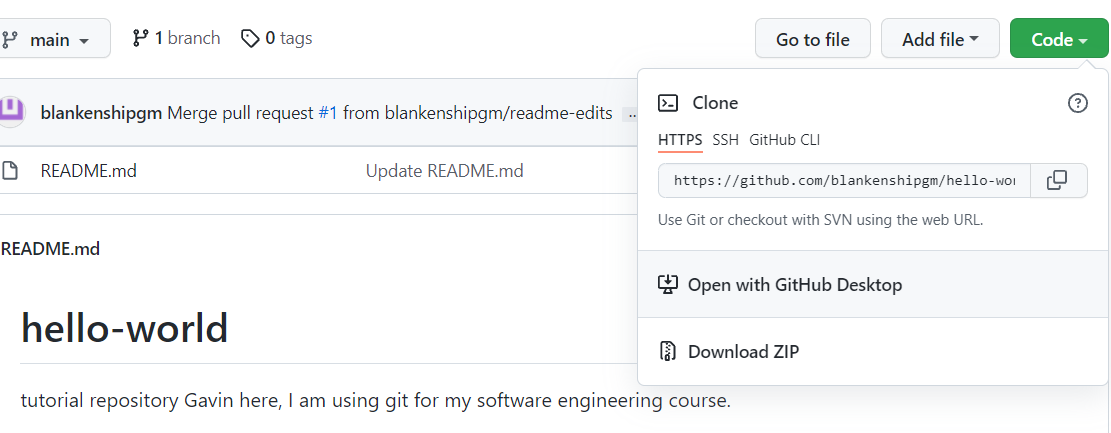 main
1 branch
0 tags
Go to file
Add file
Code
blankenshipgm Merge pull request #1 from blankenshipgm/readme-edits ...
README.md
Update README.md
Clone
HTTPS SSH GitHub CLI
https://github.com/blankenshipgm/hello-wor
Use Git or checkout with SVN using the web URL.
Open with GitHub Desktop
Download ZIP
README.md
hello-world
tutorial repository Gavin here, I am using git for my software engineering course.